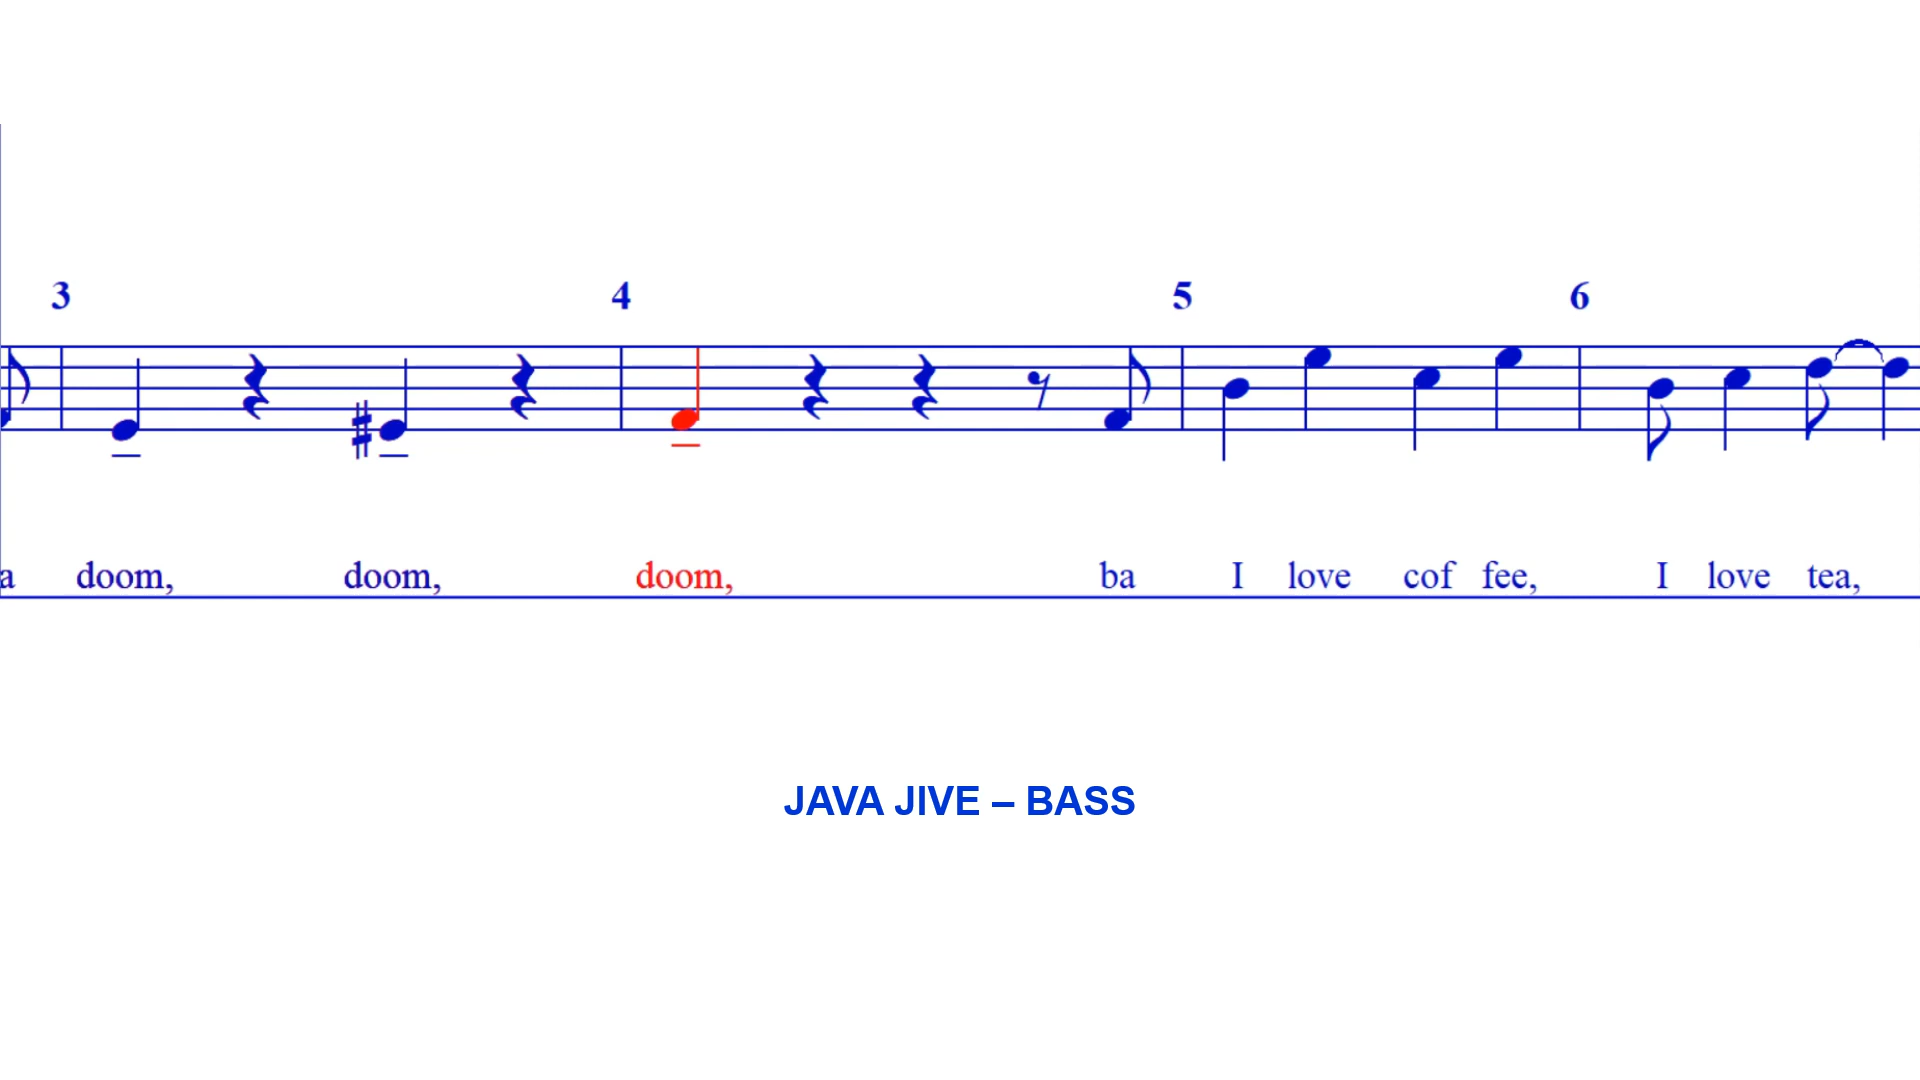 3 4 5 6
a doom, doom, doom, ba I love cof fee, I love tea,
JAVA JIVE – BASS